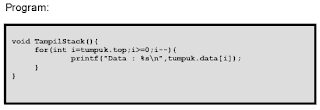 Program:
void TampilStack(){
for(int i=tumpuk.top;i>=0;i--){
printf("Data : %s\n",tumpuk.data[i]);
}
}